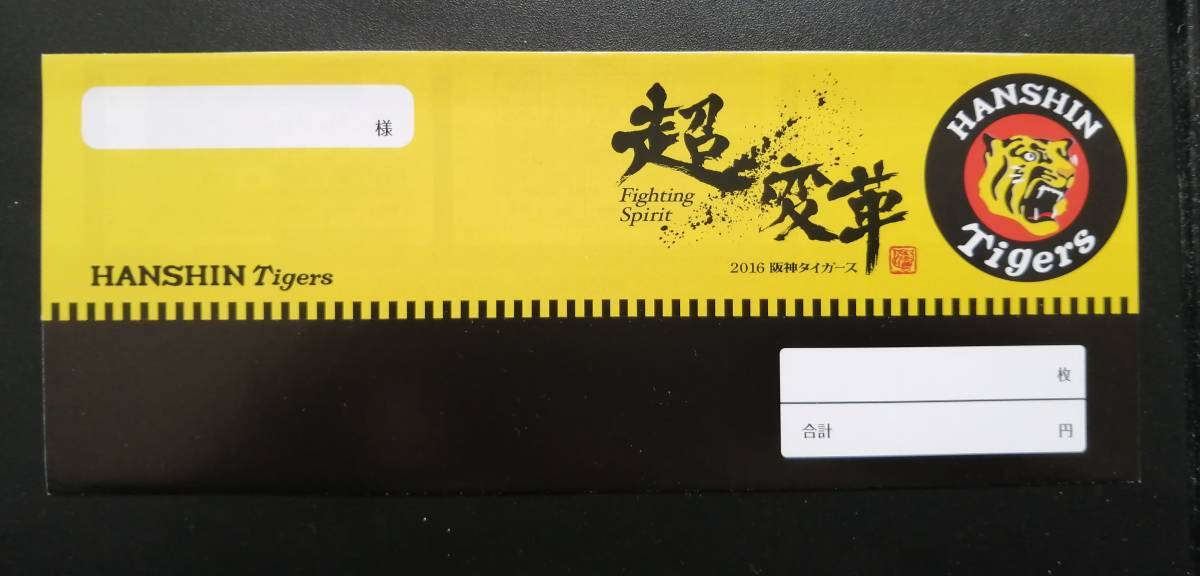 様
超変革
Fighting
Spirit
2016 阪神タイガース
HANSHIN
Tigers
HANSHIN Tigers
枚
合計 円